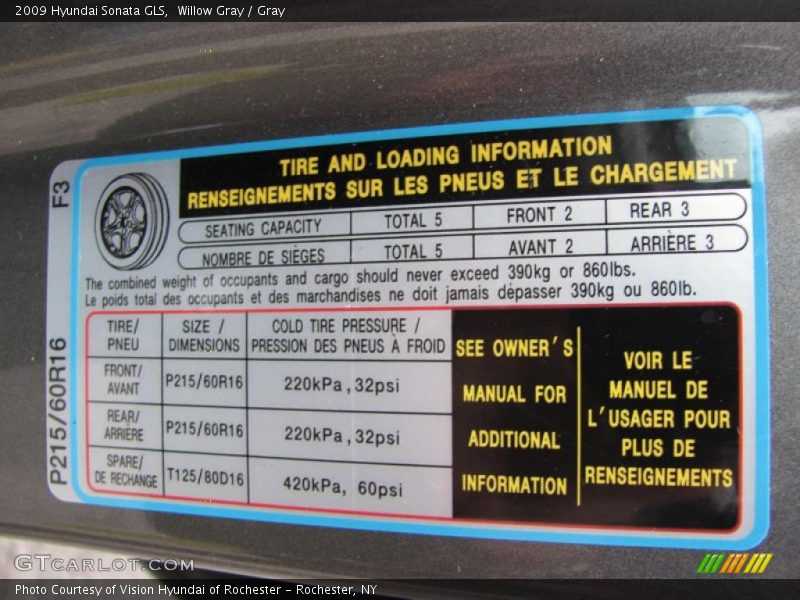 2009 Hyundai Sonata GLS,  Willow Gray / Gray
F3
P215/60R16
TIRE AND LOADING INFORMATION
RENSEIGNEMENTS SUR LES PNEUS ET LE CHARGEMENT
SEATING CAPACITY TOTAL 5 FRONT 2 REAR 3
NOMBRE DE SIÈGES TOTAL 5 AVANT 2 ARRIÈRE 3
The combined weight of occupants and cargo should never exceed 390kg or 860lbs.
Le poids total des occupants et des marchandises ne doit jamais dépasser 390kg ou 860lb.
TIRE/
PNEU
SIZE /
DIMENSIONS
COLD TIRE PRESSURE /
PRESSION DES PNEUS À FROID
FRONT/
AVANT
P215/60R16
220kPa, 32psi
REAR/
ARRIERE
P215/60R16
220kPa, 32psi
SPARE/
DE RECHANGE
T125/80D16
420kPa, 60psi
SEE OWNER'S
MANUAL FOR
ADDITIONAL
INFORMATION
VOIR LE
MANUEL DE
L'USAGER POUR
PLUS DE
RENSEIGNEMENTS
GTCARLOT.COM
Photo Courtesy of Vision Hyundai of Rochester – Rochester, NY